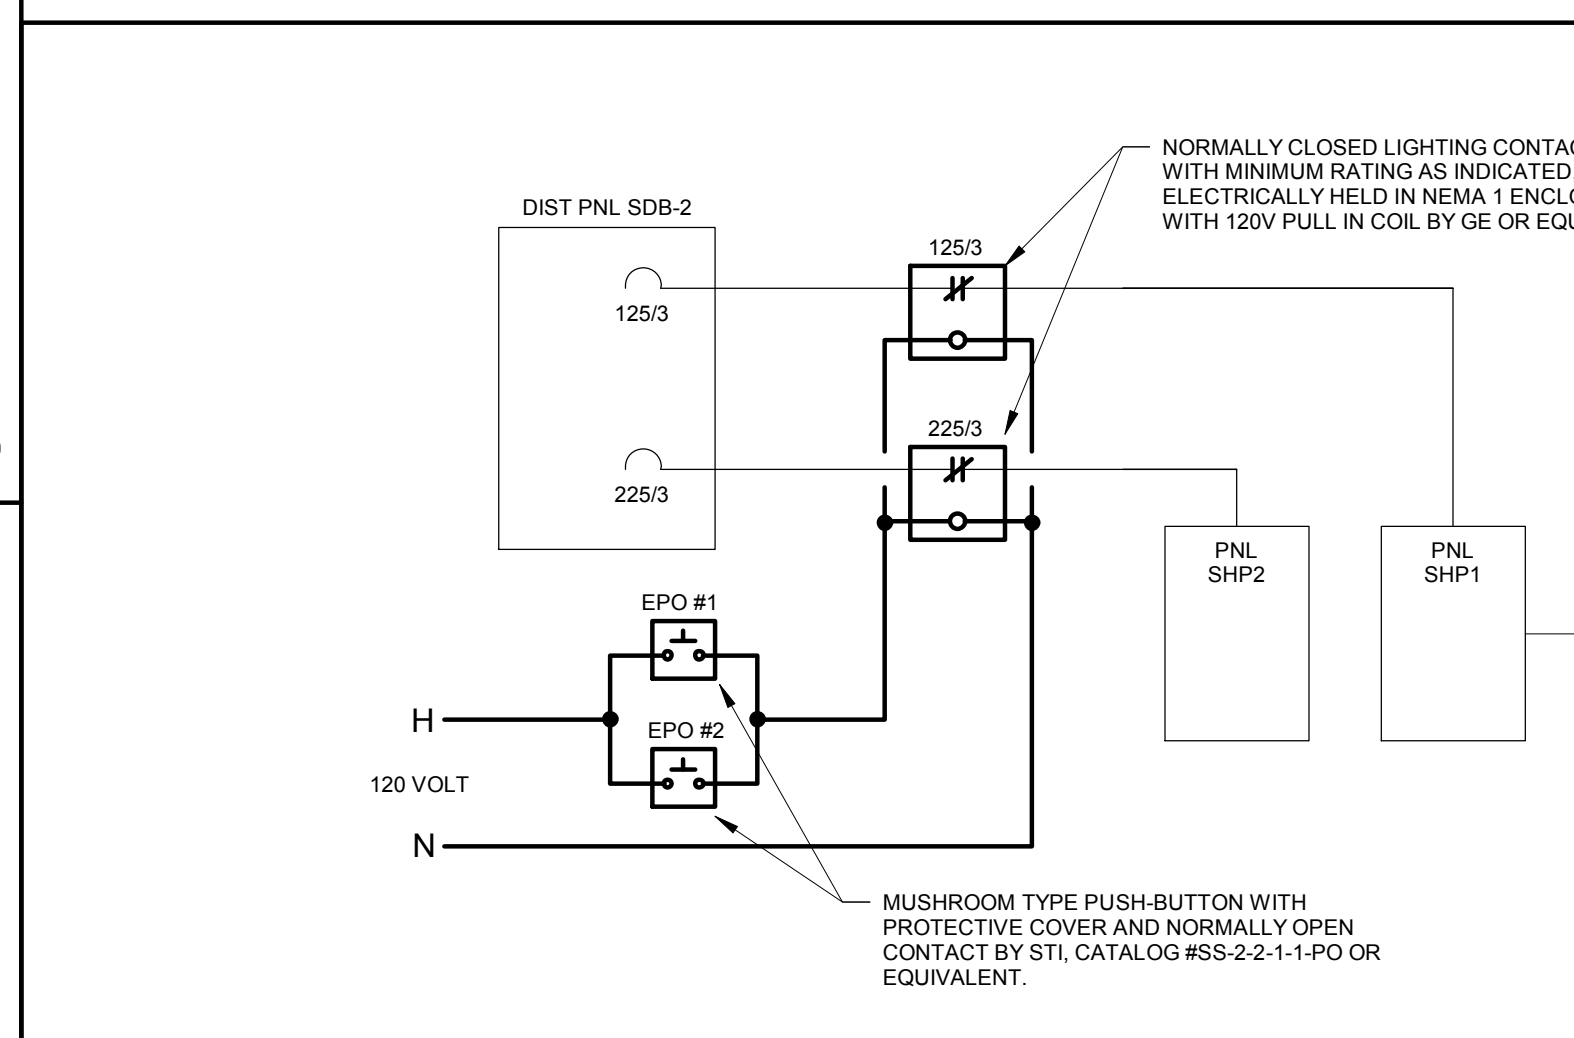 NORMALLY CLOSED LIGHTING
WITH MINIMUM RATING AS INDICATED
ELECTRICALLY HELD IN NEMA 1
WITH 120V PULL IN COIL BY GE OR
DIST PNL SDB-2
125/3
125/3
225/3
225/3
PNL
SHP2
PNL
SHP1
EPO #1
H
EPO #2
120 VOLT
N
MUSHROOM TYPE PUSH-BUTTON WITH
PROTECTIVE COVER AND NORMALLY OPEN
CONTACT BY STI, CATALOG #SS-2-2-1-1-PO OR
EQUIVALENT.